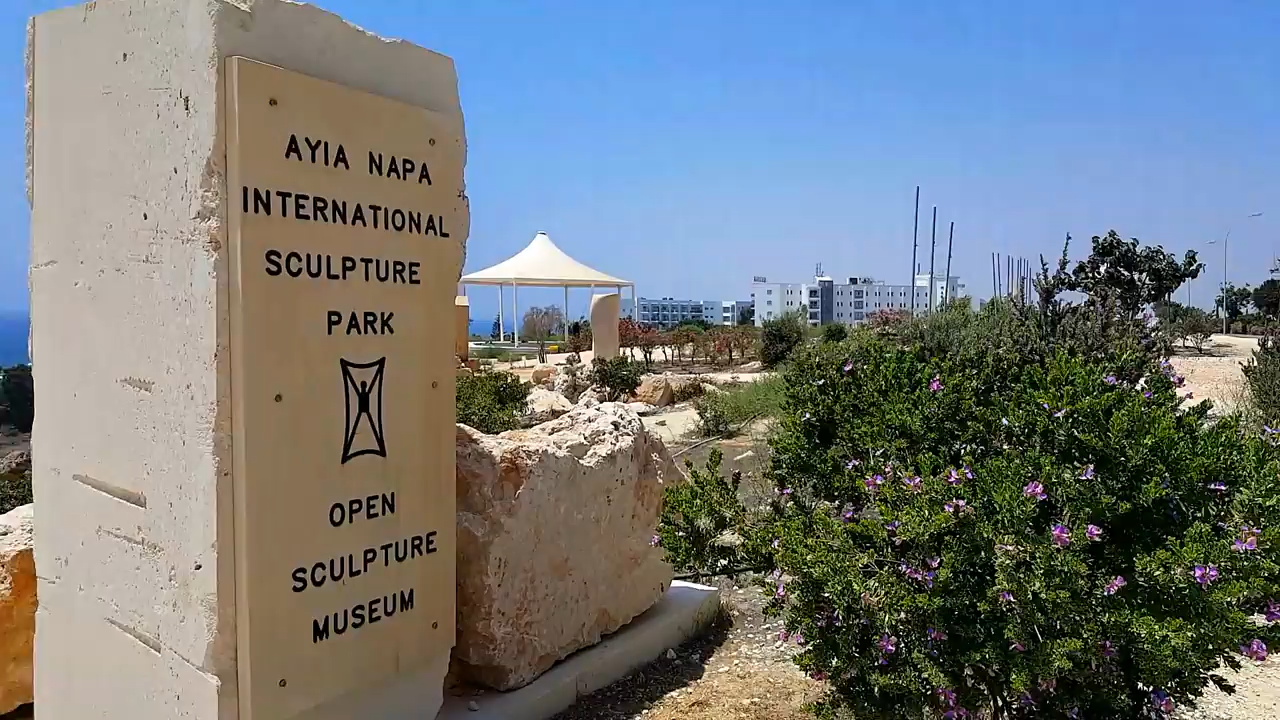 AYIA NAPA
INTERNATIONAL
SCULPTURE
PARK
OPEN
SCULPTURE
MUSEUM